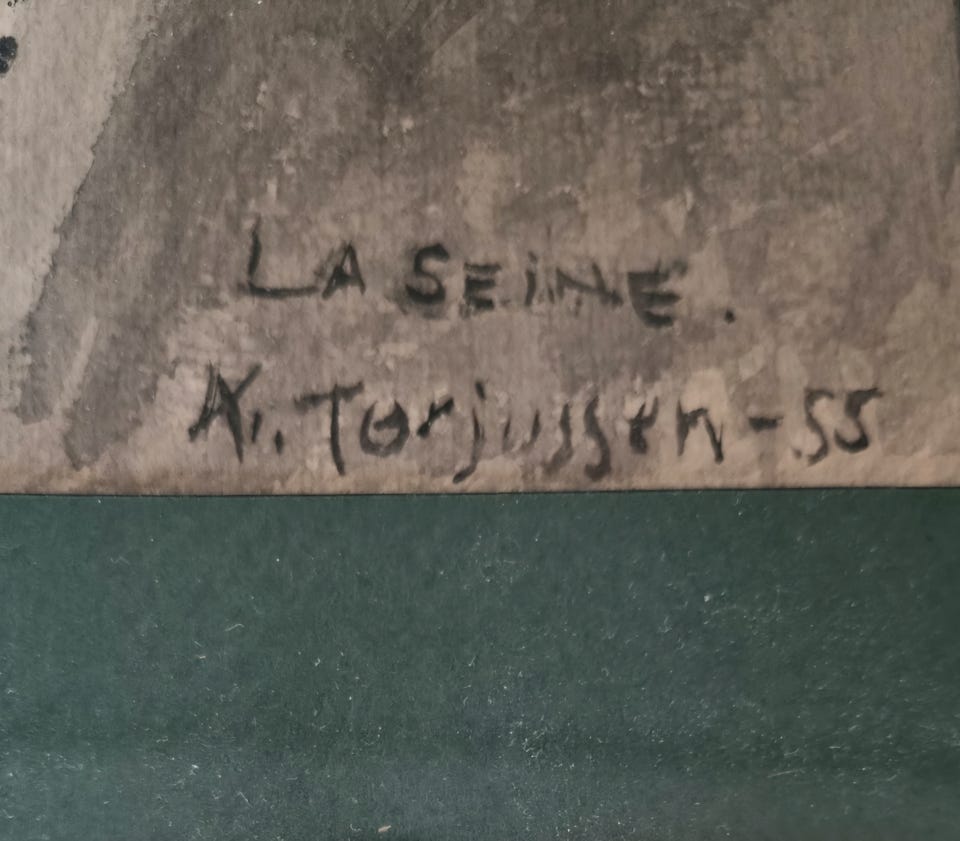 LA SEiNE.
A. Torjussen - 55